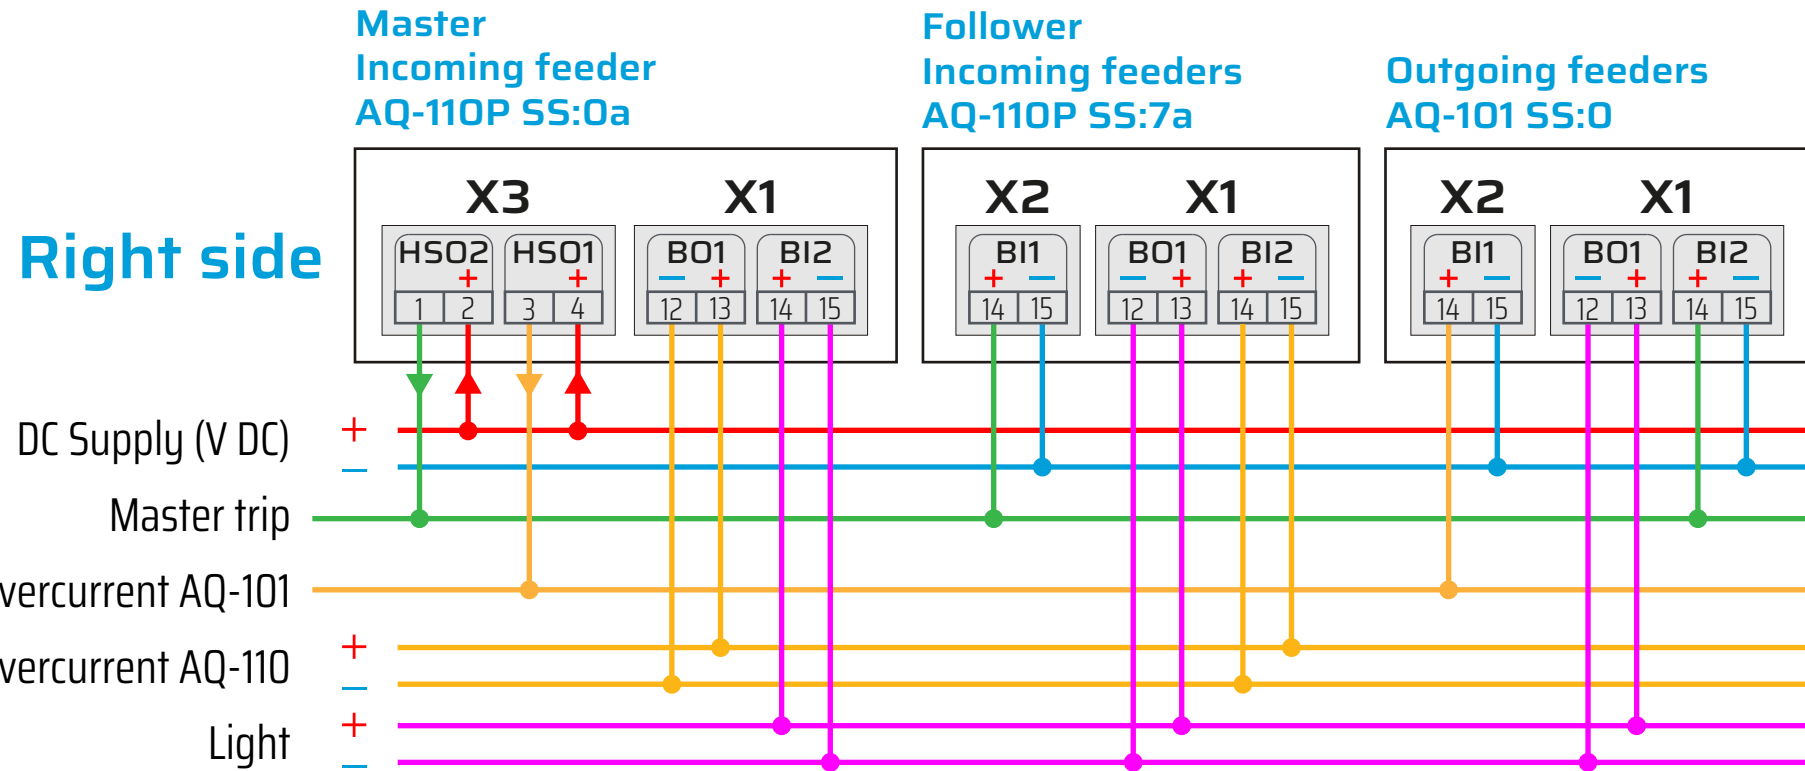 Master
Incoming feeder
AQ-110P SS:0a
Follower
Incoming feeders
AQ-110P SS:7a
Outgoing feeders
AQ-101 SS:0
Right side
X3 X1 X2 X1 X2 X1
HSO2 HSO1 BO1 BI2 BI1 BO1 BI2 BI1 BO1 BI2
+ + − + + − + − − + + − + − − + + −
1 2 3 4 12 13 14 15 14 15 12 13 14 15 14 15 12 13 14 15
DC Supply (V DC) +
−
Master trip
vercurrent AQ-101
+
vercurrent AQ-110
−
+
Light
−